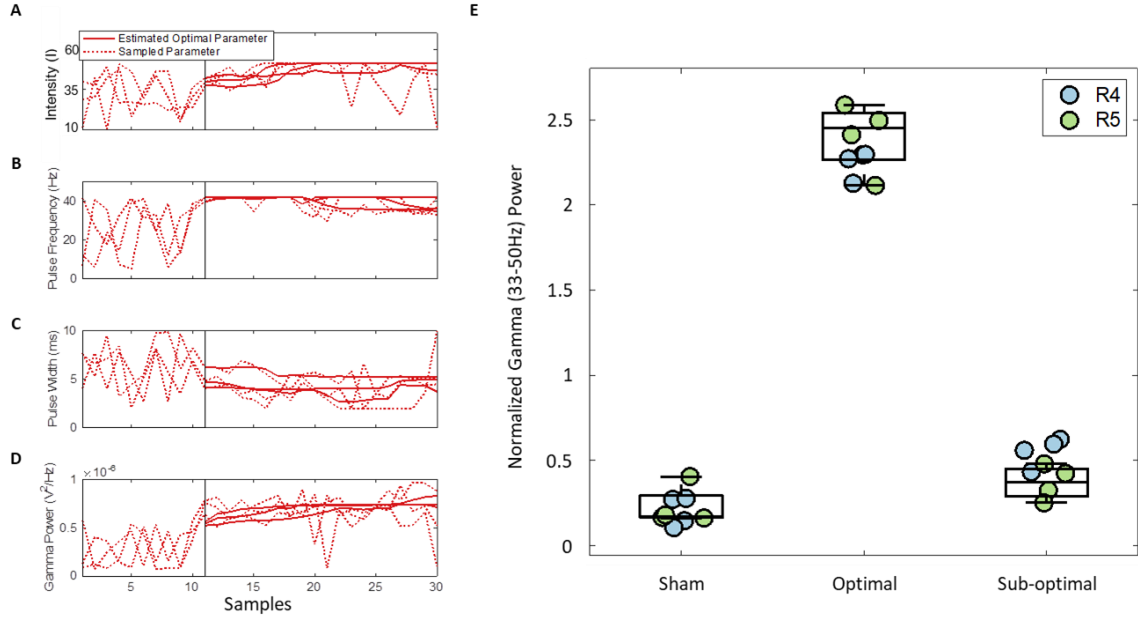 A
Intensity (I)
60
35
10
Estimated Optimal Parameter
Sampled Parameter
B
Pulse Frequency (Hz)
40
20
0
C
Pulse Width (ms)
10
5
0
D
× 10⁻⁶
Gamma Power (V²/Hz)
1
0.5
0
5
10
15
20
25
30
Samples
E
Normalized Gamma (33-50Hz) Power
2.5
2
1.5
1
0.5
0
R4
R5
Sham
Optimal
Sub-optimal